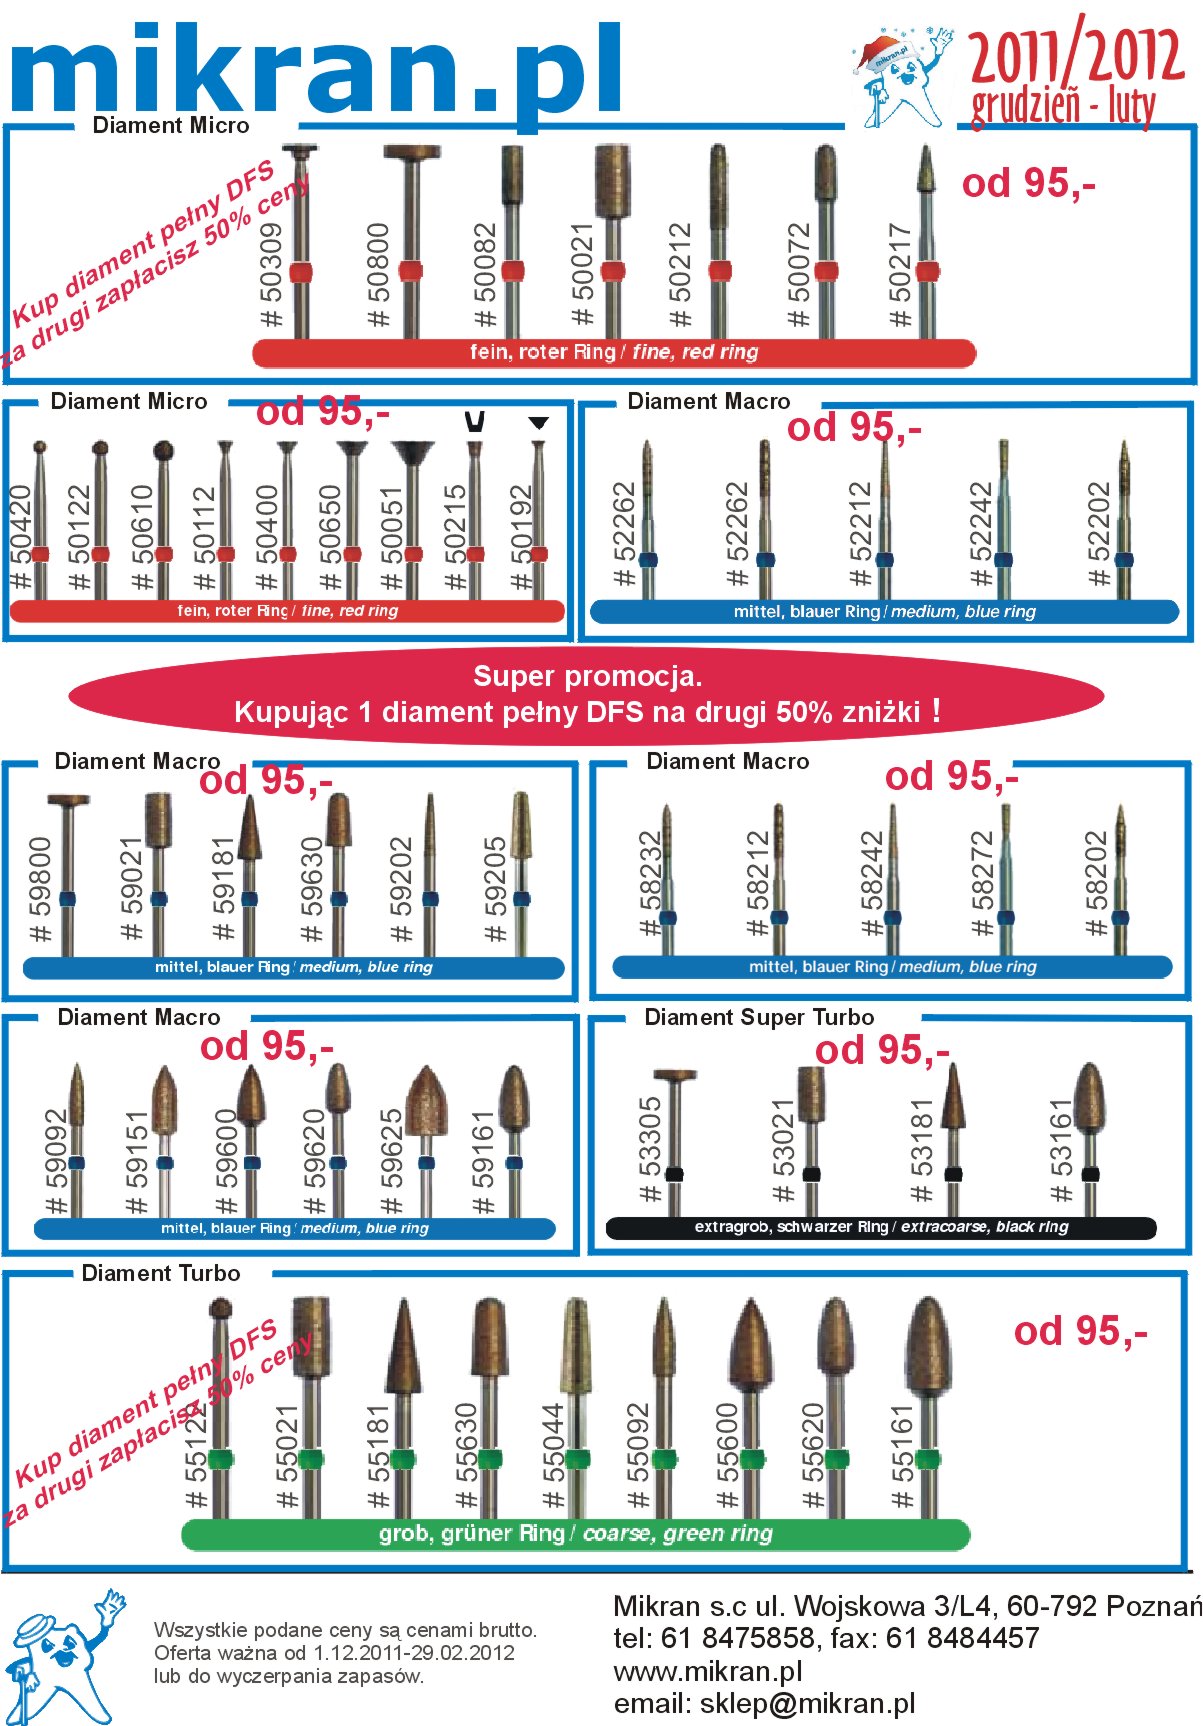 mikran.pl
mikran.pl
2011/2012
grudzień - luty
Diament Micro
Kup diament pełny DFS
za drugi zapłacisz 50% ceny
od 95,-
# 50309
# 50800
# 50082
# 50021
# 50212
# 50072
# 50217
fein, roter Ring / fine, red ring
Diament Micro
od 95,-
# 50420
# 50122
# 50610
# 50112
# 50400
# 50650
# 50051
# 50215
# 50192
fein, roter Ring / fine, red ring
Diament Macro
od 95,-
# 52262
# 52262
# 52212
# 52242
# 52202
mittel, blauer Ring / medium, blue ring
Super promocja.
Kupując 1 diament pełny DFS na drugi 50% zniżki !
Diament Macro
od 95,-
# 59800
# 59021
# 59181
# 59630
# 59202
# 59205
mittel, blauer Ring / medium, blue ring
Diament Macro
od 95,-
# 58232
# 58212
# 58242
# 58272
# 58202
mittel, blauer Ring / medium, blue ring
Diament Macro
od 95,-
# 59092
# 59151
# 59600
# 59620
# 59625
# 59161
mittel, blauer Ring / medium, blue ring
Diament Super Turbo
od 95,-
# 53305
# 53021
# 53181
# 53161
extragrob, schwarzer Ring / extracoarse, black ring
Diament Turbo
Kup diament pełny DFS
za drugi zapłacisz 50% ceny
od 95,-
# 55122
# 55021
# 55181
# 55630
# 55044
# 55092
# 55600
# 55620
# 55161
grob, grüner Ring / coarse, green ring
Wszystkie podane ceny są cenami brutto.
Oferta ważna od 1.12.2011-29.02.2012
lub do wyczerpania zapasów.
Mikran s.c ul. Wojskowa 3/L4, 60-792 Poznań
tel: 61 8475858, fax: 61 8484457
www.mikran.pl
email: sklep@mikran.pl